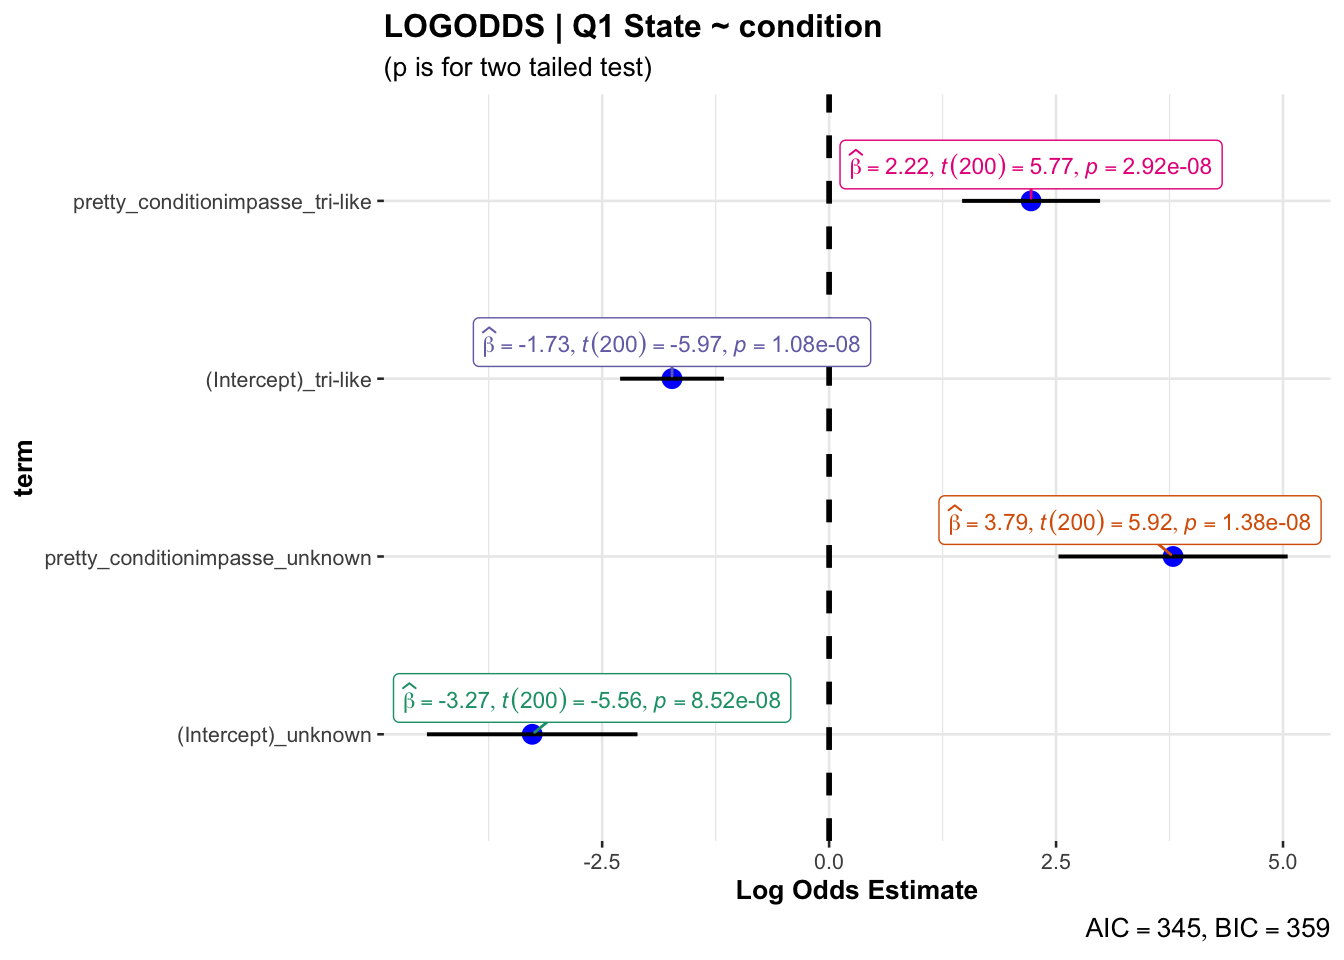 LOGODDS | Q1 State ~ condition
(p is for two tailed test)
β̂ = 2.22, t(200) = 5.77, p = 2.92e-08
pretty_conditionimpasse_tri-like
β̂ = -1.73, t(200) = -5.97, p = 1.08e-08
(Intercept)_tri-like
term
β̂ = 3.79, t(200) = 5.92, p = 1.38e-08
pretty_conditionimpasse_unknown
β̂ = -3.27, t(200) = -5.56, p = 8.52e-08
(Intercept)_unknown
-2.5 0.0 2.5 5.0
Log Odds Estimate
AIC = 345, BIC = 359